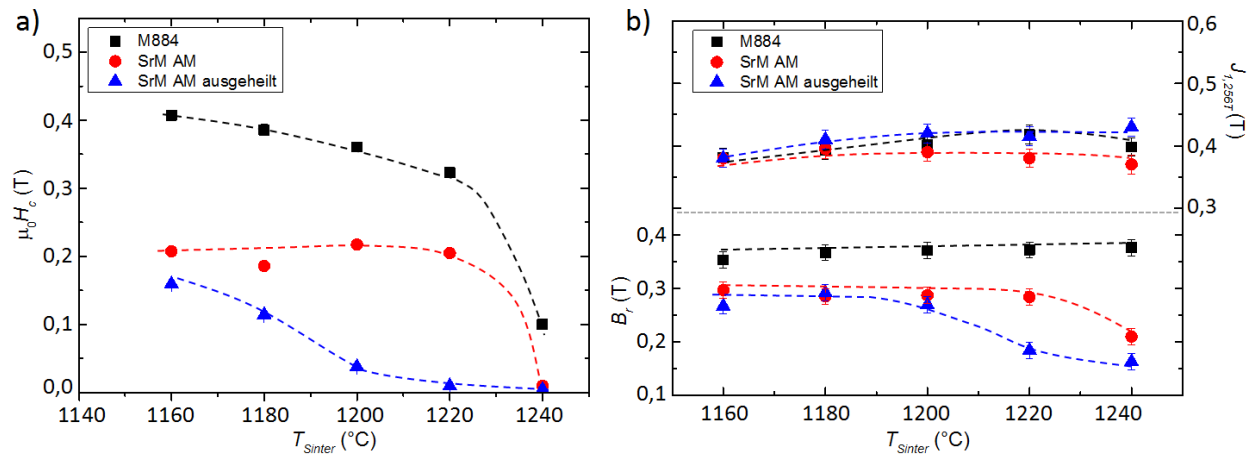 a)
M884
SrM AM
SrM AM ausgeheilt
0,5
0,4
0,3
0,2
0,1
0,0
μ0Hc (T)
1140 1160 1180 1200 1220 1240
TSinter (°C)
b)
M884
SrM AM
SrM AM ausgeheilt
0,6
0,5
0,4
0,3
J1,256T (T)
0,4
0,3
0,2
0,1
Br (T)
1160 1180 1200 1220 1240
TSinter (°C)